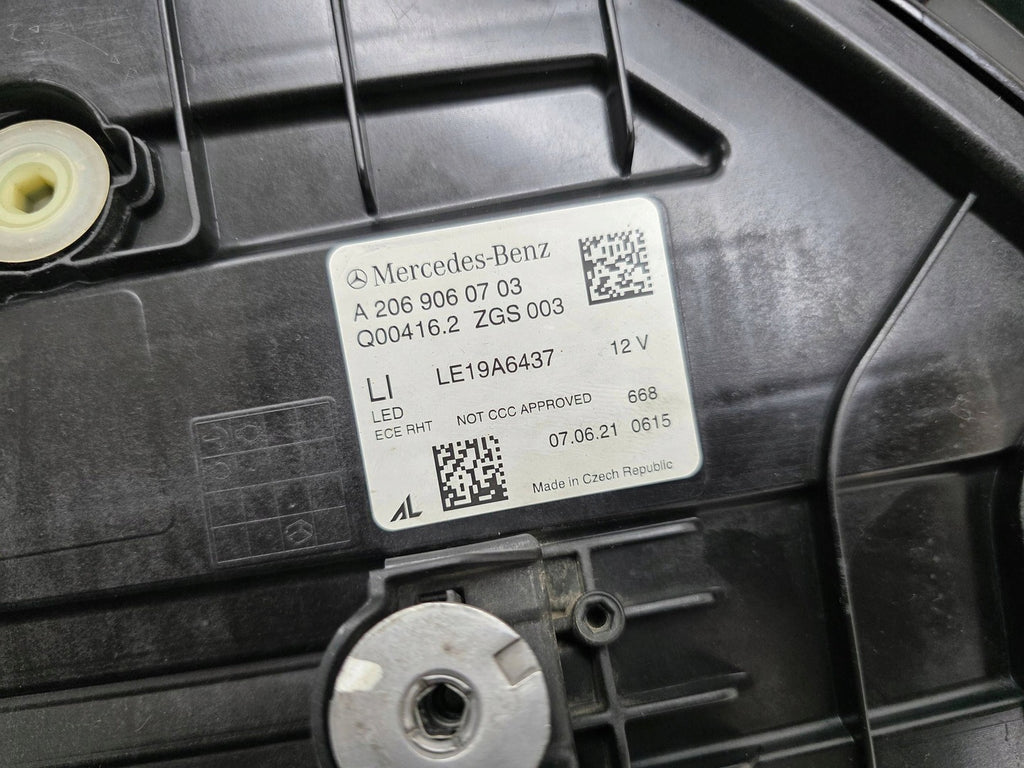 Mercedes-Benz
A 206 906 07 03
Q00416.2 ZGS 003
LI LE19A6437 12 V
LED
ECE RHT NOT CCC APPROVED 668
07.06.21 0615
AL Made in Czech Republic